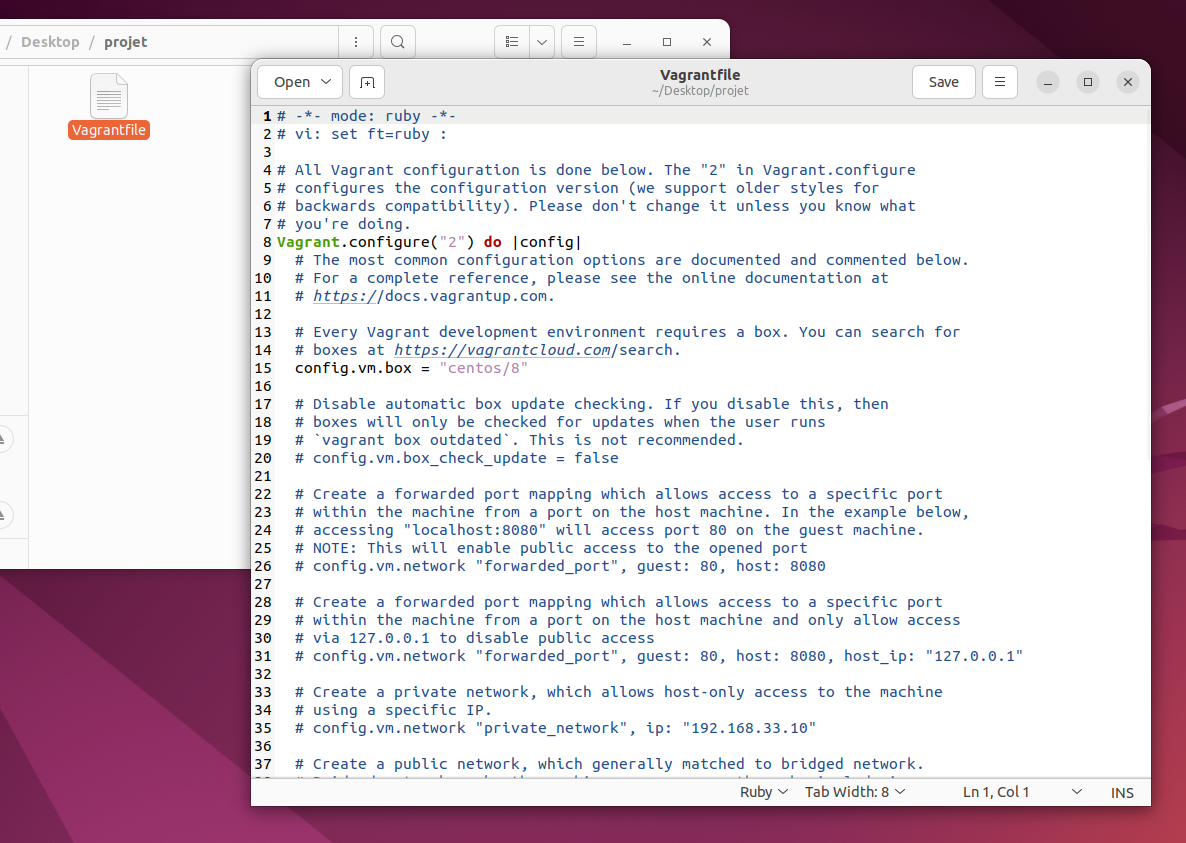 / Desktop / projet
Vagrantfile
Open
Vagrantfile
~/Desktop/projet
Save
1 # -*- mode: ruby -*-
2 # vi: set ft=ruby :
3
4 # All Vagrant configuration is done below. The "2" in Vagrant.configure
5 # configures the configuration version (we support older styles for
6 # backwards compatibility). Please don't change it unless you know what
7 # you're doing.
8 Vagrant.configure("2") do |config|
9   # The most common configuration options are documented and commented below.
10   # For a complete reference, please see the online documentation at
11   # https://docs.vagrantup.com.
12
13   # Every Vagrant development environment requires a box. You can search for
14   # boxes at https://vagrantcloud.com/search.
15   config.vm.box = "centos/8"
16
17   # Disable automatic box update checking. If you disable this, then
18   # boxes will only be checked for updates when the user runs
19   # `vagrant box outdated`. This is not recommended.
20   # config.vm.box_check_update = false
21
22   # Create a forwarded port mapping which allows access to a specific port
23   # within the machine from a port on the host machine. In the example below,
24   # accessing "localhost:8080" will access port 80 on the guest machine.
25   # NOTE: This will enable public access to the opened port
26   # config.vm.network "forwarded_port", guest: 80, host: 8080
27
28   # Create a forwarded port mapping which allows access to a specific port
29   # within the machine from a port on the host machine and only allow access
30   # via 127.0.0.1 to disable public access
31   # config.vm.network "forwarded_port", guest: 80, host: 8080, host_ip: "127.0.0.1"
32
33   # Create a private network, which allows host-only access to the machine
34   # using a specific IP.
35   # config.vm.network "private_network", ip: "192.168.33.10"
36
37   # Create a public network, which generally matched to bridged network.
Ruby Tab Width: 8 Ln 1, Col 1 INS